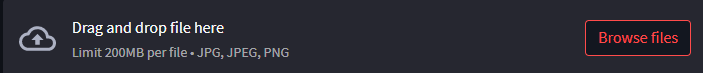 Drag and drop file here
Browse files
Limit 200MB per file • JPG, JPEG, PNG